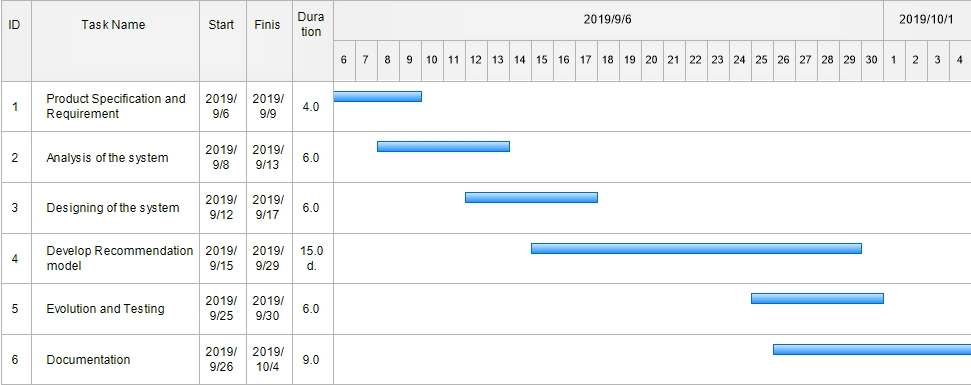 ID Task Name Start Finis Dura
tion 2019/9/6 2019/10/1
6 7 8 9 10 11 12 13 14 15 16 17 18 19 20 21 22 23 24 25 26 27 28 29 30 1 2 3 4
1 Product Specification and
Requirement 2019/
9/6 2019/
9/9 4.0
2 Analysis of the system 2019/
9/8 2019/
9/13 6.0
3 Designing of the system 2019/
9/12 2019/
9/17 6.0
4 Develop Recommendation
model 2019/
9/15 2019/
9/29 15.0
d.
5 Evolution and Testing 2019/
9/25 2019/
9/30 6.0
6 Documentation 2019/
9/26 2019/
10/4 9.0